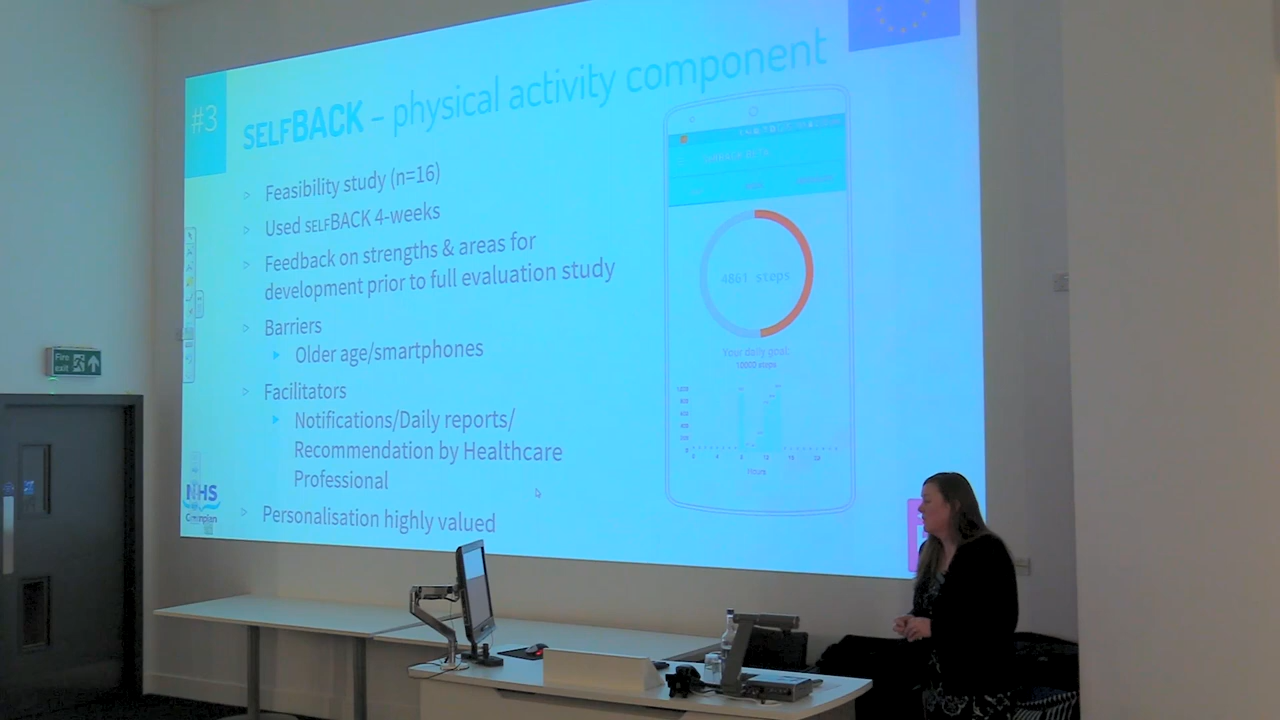 #3
SELFBACK – physical activity component
> Feasibility study (n=16)
> Used SELFBACK 4-weeks
> Feedback on strengths & areas for
development prior to full evaluation study
> Barriers
Older age/smartphones
> Facilitators
Notifications/Daily reports/
Recommendation by Healthcare
Professional
> Personalisation highly valued
4861 steps
Your daily goal:
10000 steps
Hours
NHS
Grampian
Fire
exit